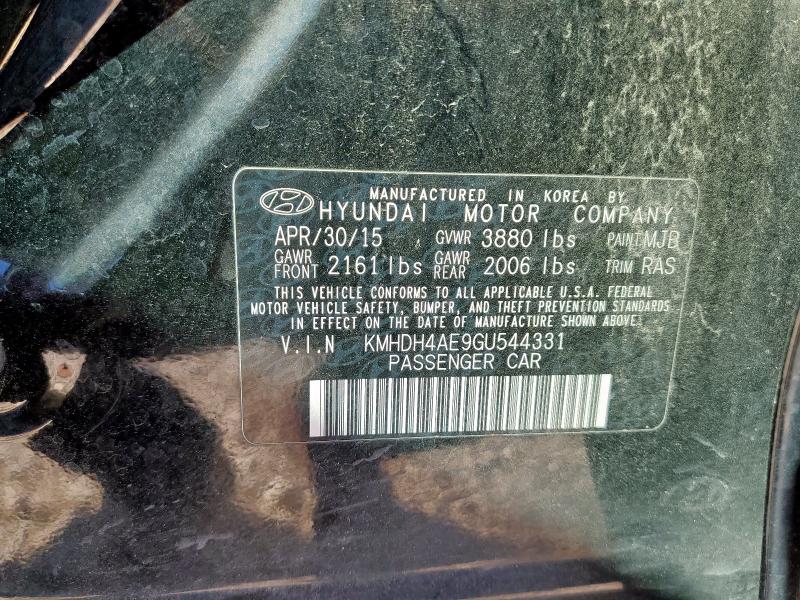 MANUFACTURED IN KOREA BY
HYUNDAI MOTOR COMPANY
APR/30/15 GVWR 3880 lbs PAINT MJB
GAWR FRONT 2161 lbs GAWR REAR 2006 lbs TRIM RAS
THIS VEHICLE CONFORMS TO ALL APPLICABLE U.S.A. FEDERAL
MOTOR VEHICLE SAFETY, BUMPER, AND THEFT PREVENTION STANDARDS
IN EFFECT ON THE DATE OF MANUFACTURE SHOWN ABOVE.
V.I.N KMHDH4AE9GU544331
PASSENGER CAR